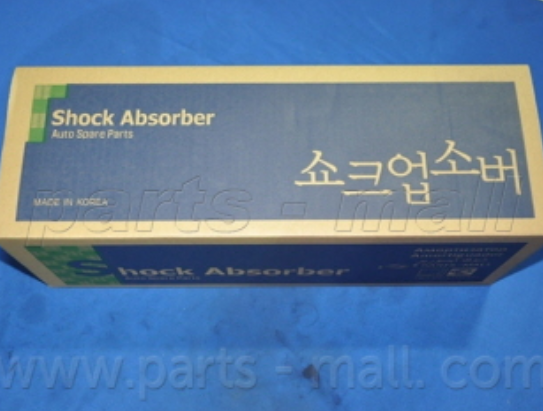 Shock Absorber
Auto Spare Parts
쇼크업소버
MADE IN KOREA
parts - mall
Shock Absorber
www.parts-mall.com